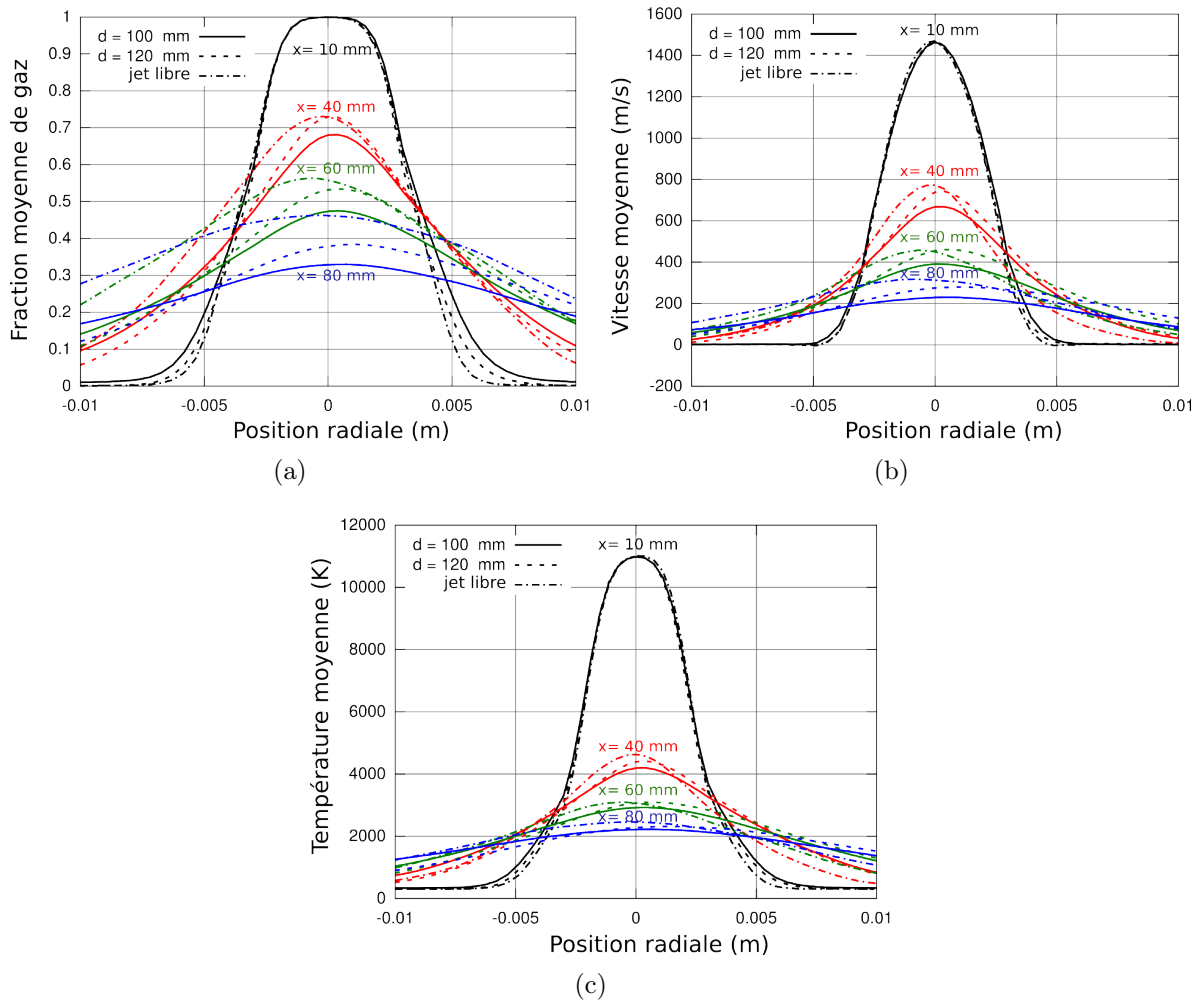 Fraction moyenne de gaz
1
0.9
0.8
0.7
0.6
0.5
0.4
0.3
0.2
0.1
0
d = 100 mm
d = 120 mm
jet libre
x= 10 mm
x= 40 mm
x= 60 mm
x= 80 mm
-0.01
-0.005
0
0.005
0.01
Position radiale (m)
(a)
Vitesse moyenne (m/s)
1600
1400
1200
1000
800
600
400
200
0
-200
d = 100 mm
d = 120 mm
jet libre
x= 10 mm
x= 40 mm
x= 60 mm
x= 80 mm
-0.01
-0.005
0
0.005
0.01
Position radiale (m)
(b)
Température moyenne (K)
12000
10000
8000
6000
4000
2000
0
d = 100 mm
d = 120 mm
jet libre
x= 10 mm
x= 40 mm
x= 60 mm
x= 80 mm
-0.01
-0.005
0
0.005
0.01
Position radiale (m)
(c)